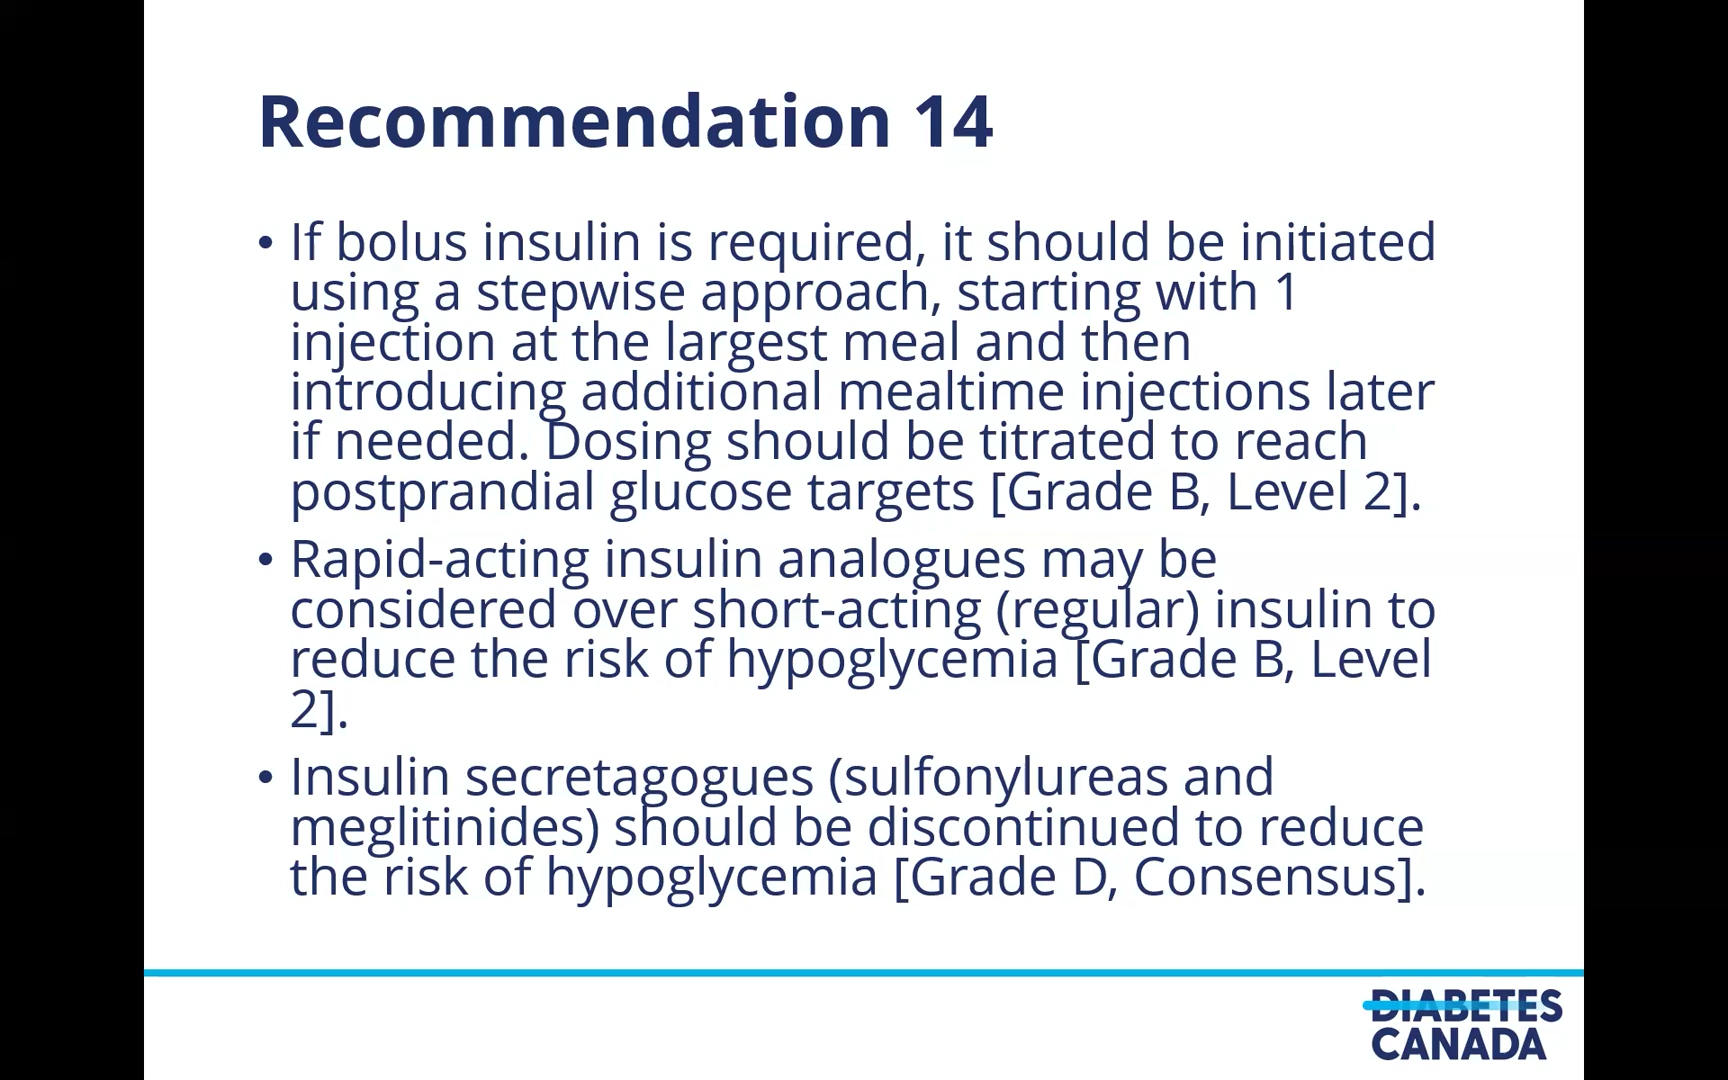 Recommendation 14
• If bolus insulin is required, it should be initiated
using a stepwise approach, starting with 1
injection at the largest meal and then
introducing additional mealtime injections later
if needed. Dosing should be titrated to reach
postprandial glucose targets [Grade B, Level 2].
• Rapid-acting insulin analogues may be
considered over short-acting (regular) insulin to
reduce the risk of hypoglycemia [Grade B, Level
2].
• Insulin secretagogues (sulfonylureas and
meglitinides) should be discontinued to reduce
the risk of hypoglycemia [Grade D, Consensus].
DIABETES
CANADA